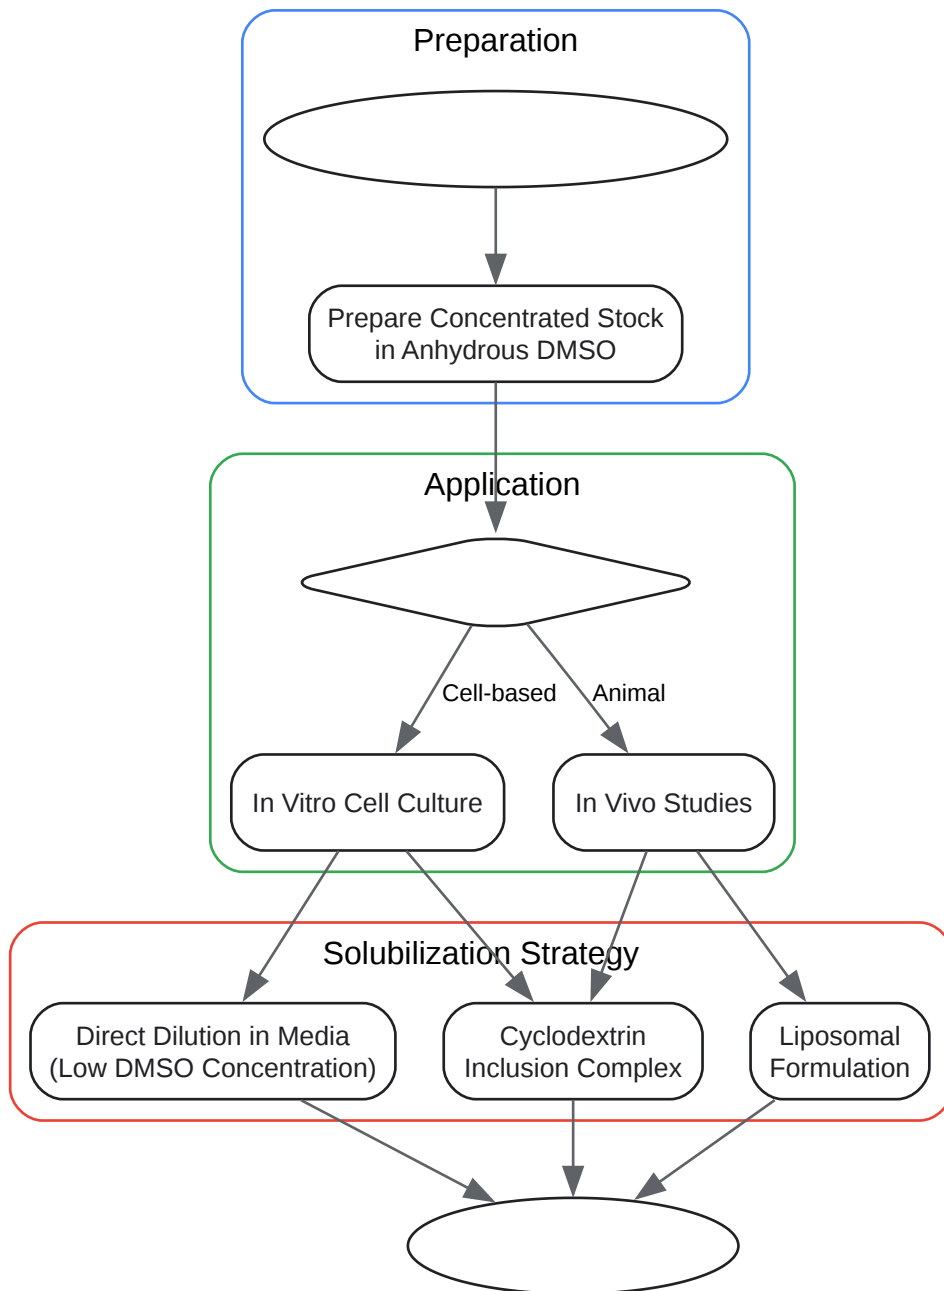 Preparation
Prepare Concentrated Stock
in Anhydrous DMSO
Application
Cell-based
Animal
In Vitro Cell Culture
In Vivo Studies
Solubilization Strategy
Direct Dilution in Media
(Low DMSO Concentration)
Cyclodextrin
Inclusion Complex
Liposomal
Formulation